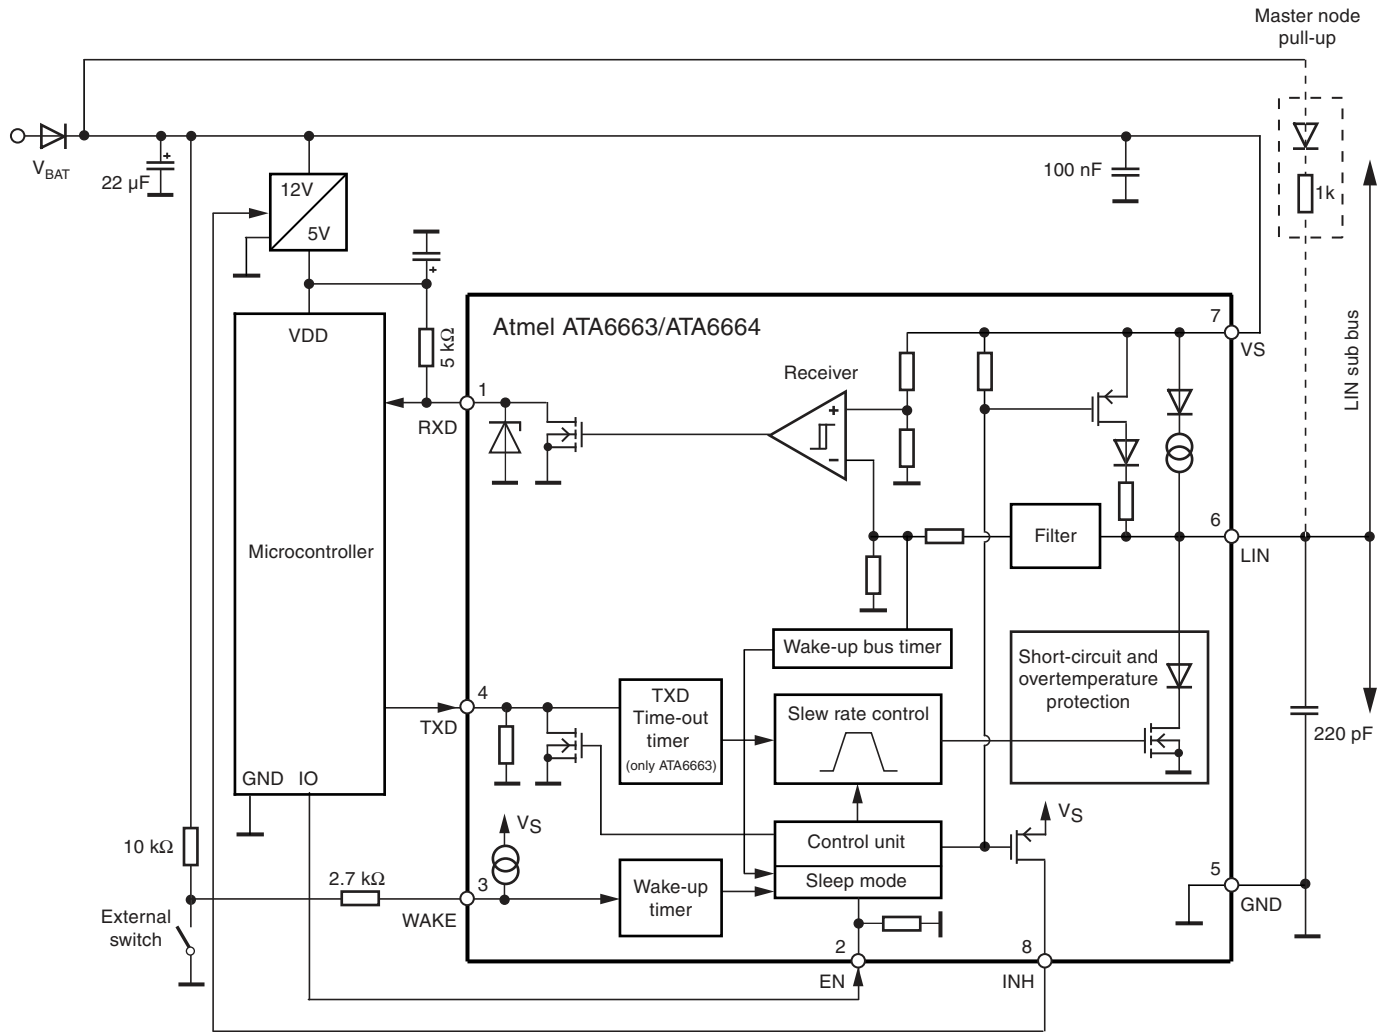 Master node
pull-up
VBAT
22 µF
12V
5V
100 nF
1k
LIN sub bus
Atmel ATA6663/ATA6664
7
VS
VDD
5 kΩ
Receiver
1
RXD
+
−
Microcontroller
Filter
6
LIN
Wake-up bus timer
Short-circuit and
overtemperature
protection
4
TXD
TXD
Time-out
timer
(only ATA6663)
Slew rate control
220 pF
GND IO
VS
Control unit
Sleep mode
VS
10 kΩ
2.7 kΩ
3
WAKE
Wake-up
timer
5
GND
External
switch
2
EN
8
INH